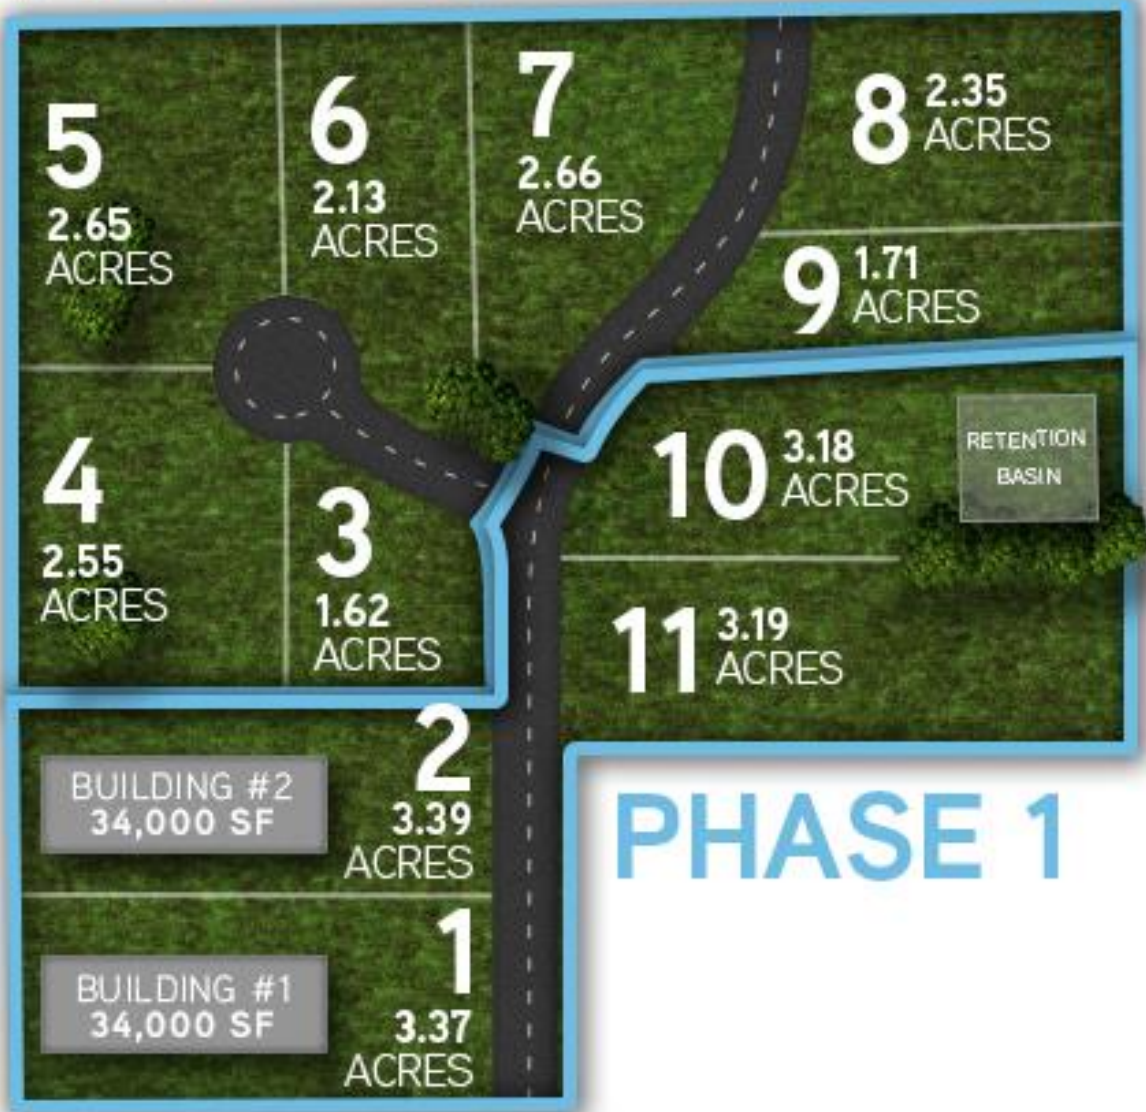 5
2.65
ACRES
6
2.13
ACRES
7
2.66
ACRES
8
2.35
ACRES
9
1.71
ACRES
4
2.55
ACRES
3
1.62
ACRES
10
3.18
ACRES
RETENTION
BASIN
11
3.19
ACRES
BUILDING #2
34,000 SF
2
3.39
ACRES
PHASE 1
BUILDING #1
34,000 SF
1
3.37
ACRES